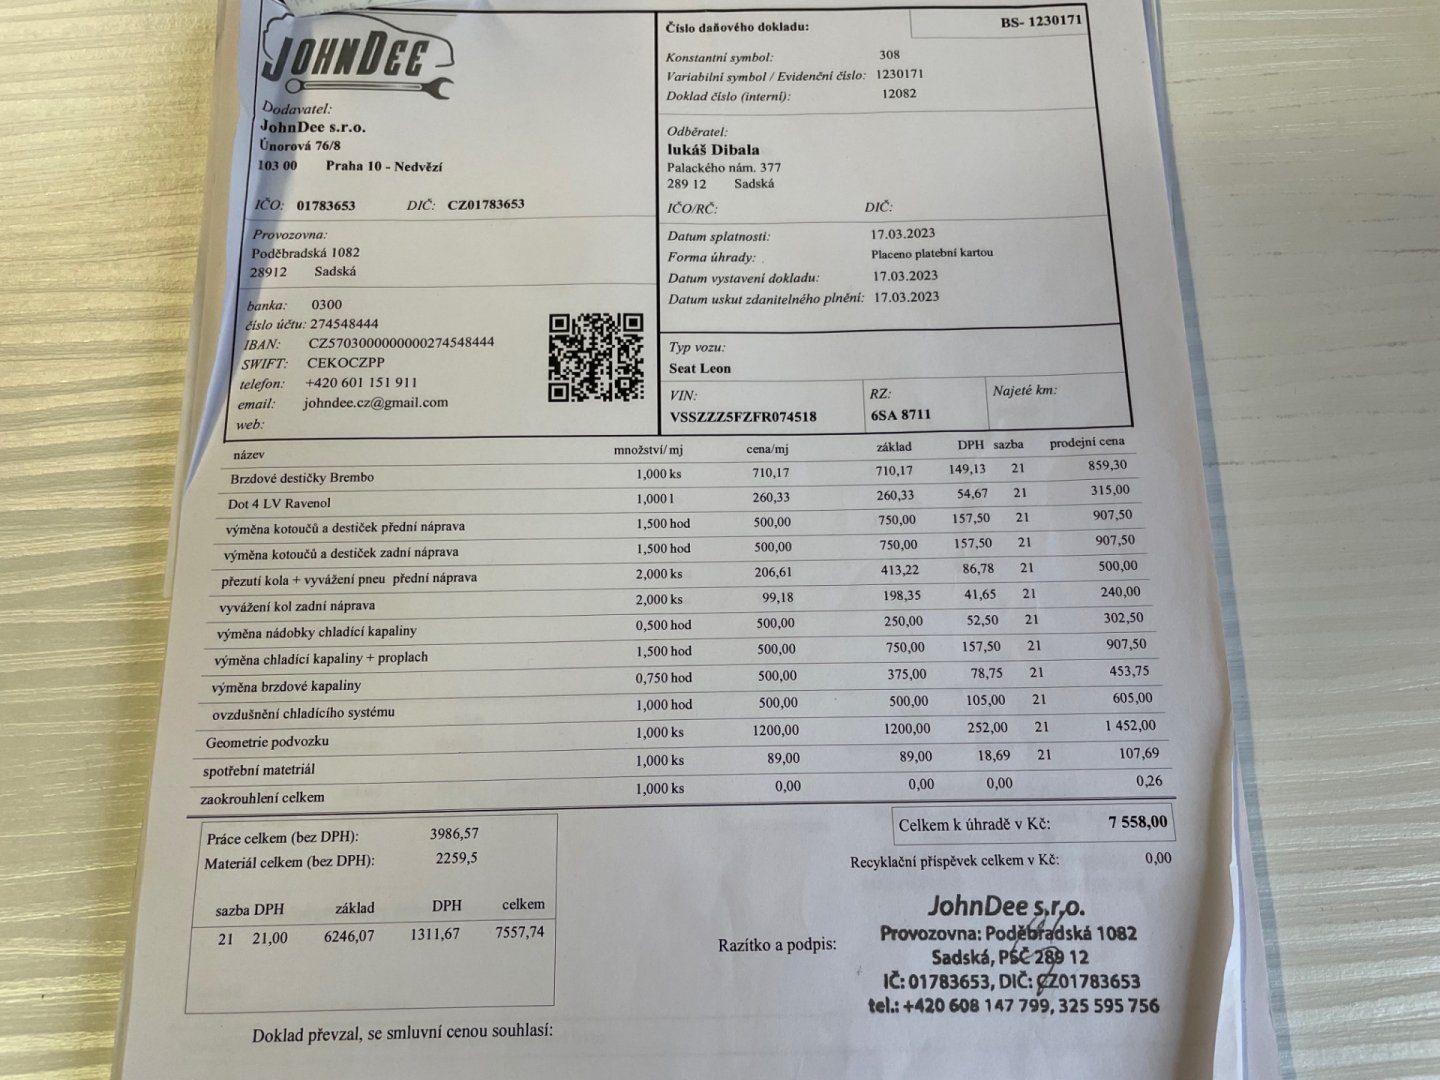 JOHNDEE
Dodavatel:
JohnDee s.r.o.
Únorová 76/8
103 00 Praha 10 - Nedvězí
IČO: 01783653 DIČ: CZ01783653
Provozovna:
Poděbradská 1082
28912 Sadská
banka: 0300
číslo účtu: 274548444
IBAN: CZ5703000000000274548444
SWIFT: CEKOCZPP
telefon: +420 601 151 911
email: johndee.cz@gmail.com
web:
Číslo daňového dokladu: BS- 1230171
Konstantní symbol: 308
Variabilní symbol / Evidenční číslo: 1230171
Doklad číslo (interní): 12082
Odběratel:
lukáš Dibala
Palackého nám. 377
289 12 Sadská
IČO/RČ: DIČ:
Datum splatnosti: 17.03.2023
Forma úhrady: Placeno platební kartou
Datum vystavení dokladu: 17.03.2023
Datum uskut zdanitelného plnění: 17.03.2023
Typ vozu:
Seat Leon
VIN: RZ: Najeté km:
VSSZZZ5FZFR074518 6SA 8711
název množství/mj cena/mj základ DPH sazba prodejní cena
Brzdové destičky Brembo 1,000 ks 710,17 710,17 149,13 21 859,30
Dot 4 LV Ravenol 1,000 l 260,33 260,33 54,67 21 315,00
výměna kotoučů a destiček přední náprava 1,500 hod 500,00 750,00 157,50 21 907,50
výměna kotoučů a destiček zadní náprava 1,500 hod 500,00 750,00 157,50 21 907,50
přezutí kola + vyvážení pneu přední náprava 2,000 ks 206,61 413,22 86,78 21 500,00
vyvážení kol zadní náprava 2,000 ks 99,18 198,35 41,65 21 240,00
výměna nádobky chladící kapaliny 0,500 hod 500,00 250,00 52,50 21 302,50
výměna chladící kapaliny + proplach 1,500 hod 500,00 750,00 157,50 21 907,50
výměna brzdové kapaliny 0,750 hod 500,00 375,00 78,75 21 453,75
ovzdušnění chladícího systému 1,000 hod 500,00 500,00 105,00 21 605,00
Geometrie podvozku 1,000 ks 1200,00 1200,00 252,00 21 1 452,00
spotřební matetriál 1,000 ks 89,00 89,00 18,69 21 107,69
zaokrouhlení celkem 1,000 ks 0,00 0,00 0,00 0,26
Práce celkem (bez DPH): 3986,57
Materiál celkem (bez DPH): 2259,5
sazba DPH základ DPH celkem
21 21,00 6246,07 1311,67 7557,74
Celkem k úhradě v Kč: 7 558,00
Recyklační příspěvek celkem v Kč: 0,00
Razítko a podpis:
JohnDee s.r.o.
Provozovna: Poděbradská 1082
Sadská, PSČ 289 12
IČ: 01783653, DIČ: CZ01783653
tel.: +420 608 147 799, 325 595 756
Doklad převzal, se smluvní cenou souhlasí: